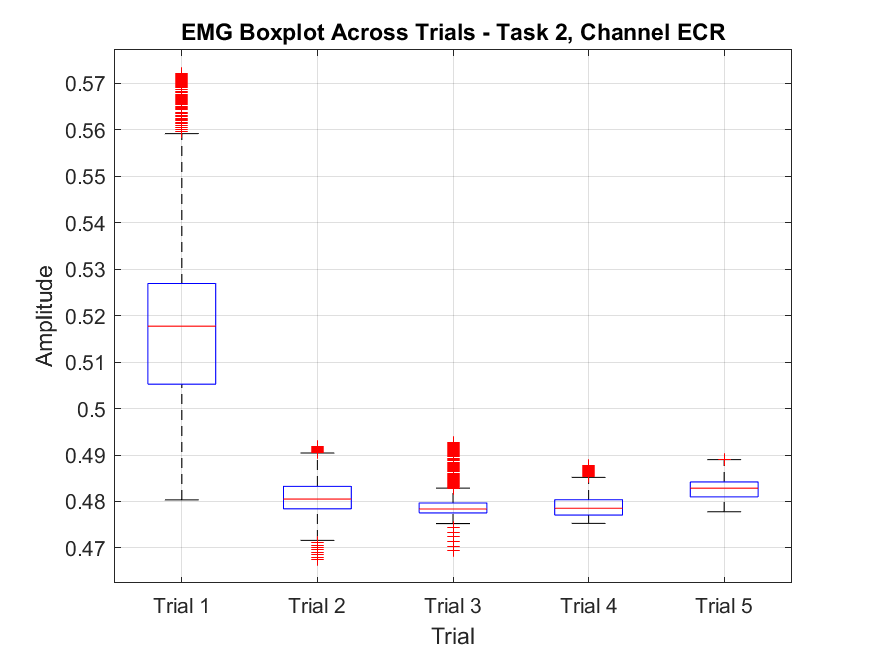 EMG Boxplot Across Trials - Task 2, Channel ECR
0.57
0.56
0.55
0.54
0.53
0.52
0.51
0.5
0.49
0.48
0.47
Amplitude
Trial 1 Trial 2 Trial 3 Trial 4 Trial 5
Trial